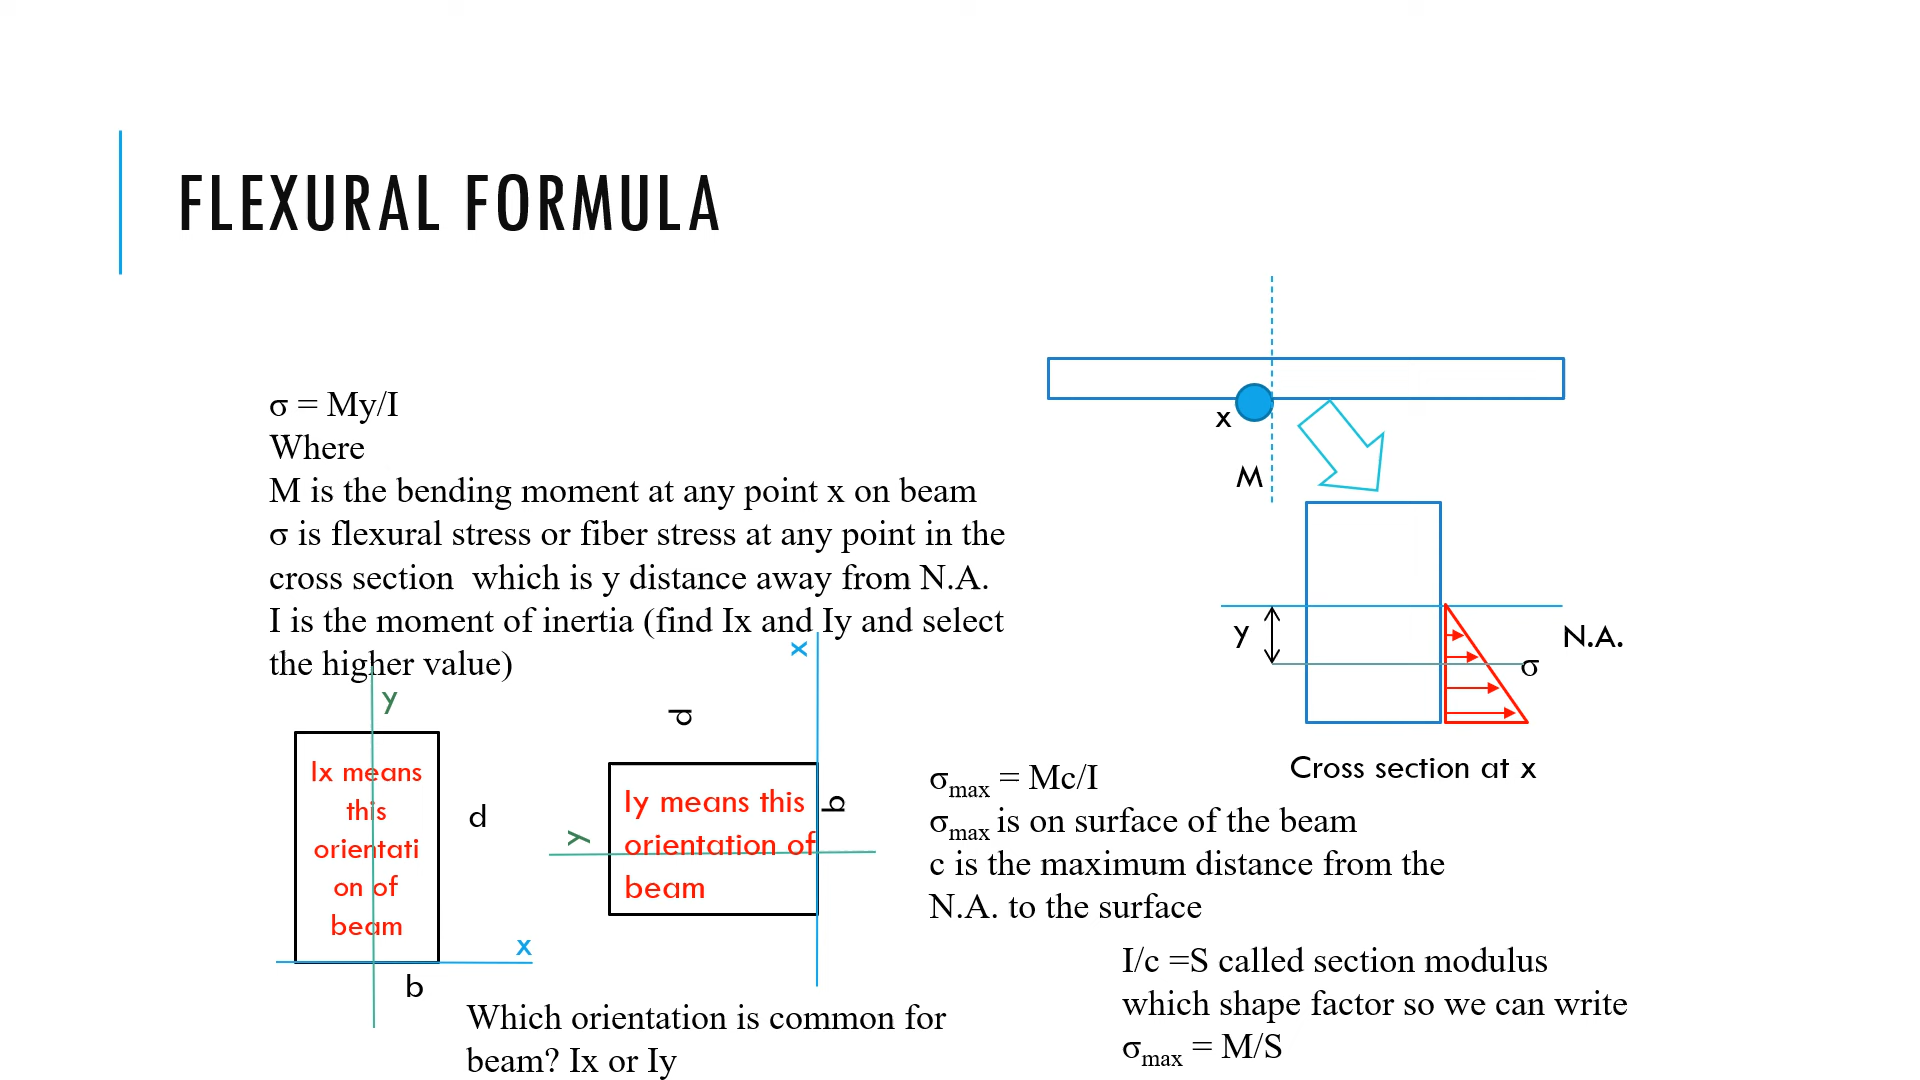 FLEXURAL FORMULA
σ = My/I
Where
M is the bending moment at any point x on beam
σ is flexural stress or fiber stress at any point in the
cross section  which is y distance away from N.A.
I is the moment of inertia (find Ix and Iy and select
the higher value)
x
M
y
N.A.
σ
Cross section at x
y
Ix means
this
orientati
on of
beam
d
x
b
x
d
Iy means this
orientation of
beam
b
y
Which orientation is common for
beam? Ix or Iy
σmax = Mc/I
σmax is on surface of the beam
c is the maximum distance from the
N.A. to the surface
I/c =S called section modulus
which shape factor so we can write
σmax = M/S